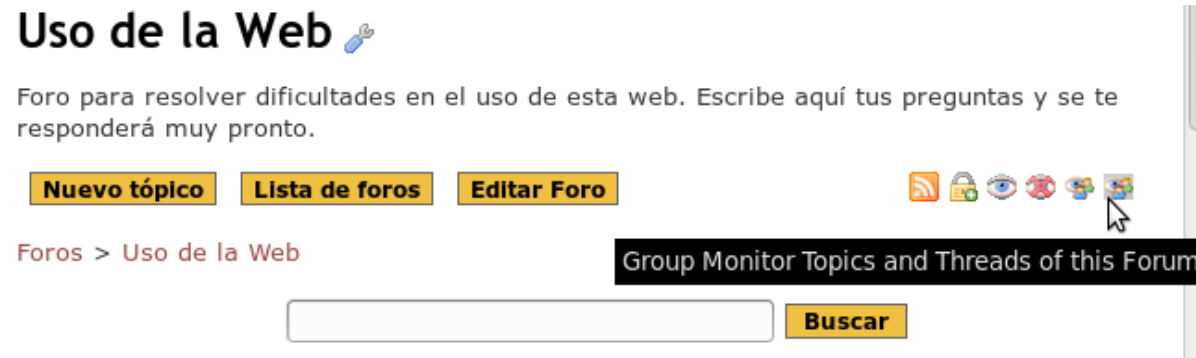 Uso de la Web
Foro para resolver dificultades en el uso de esta web. Escribe aquí tus preguntas y se te
responderá muy pronto.
Nuevo tópico Lista de foros Editar Foro
Foros > Uso de la Web
Group Monitor Topics and Threads of this Forum
Buscar